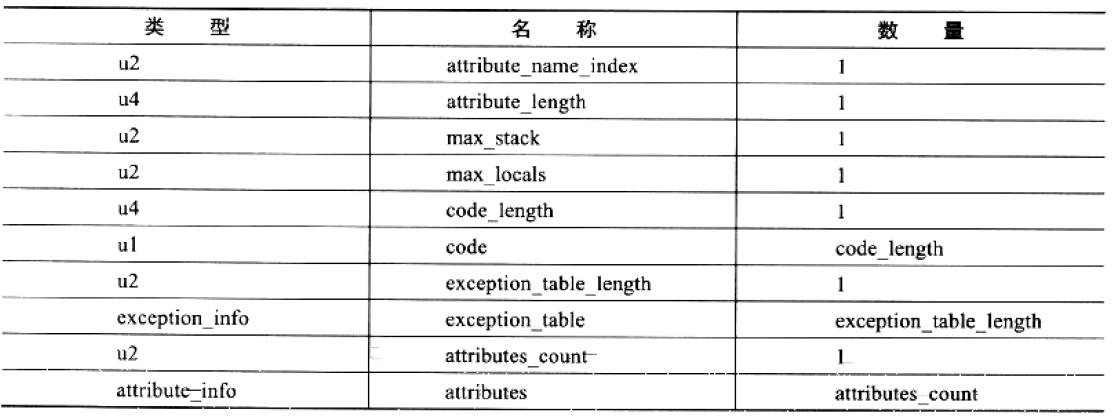 类 型 名 称 数 量
u2 attribute_name_index 1
u4 attribute_length 1
u2 max_stack 1
u2 max_locals 1
u4 code_length 1
u1 code code_length
u2 exception_table_length 1
exception_info exception_table exception_table_length
u2 attributes_count 1
attribute_info attributes attributes_count